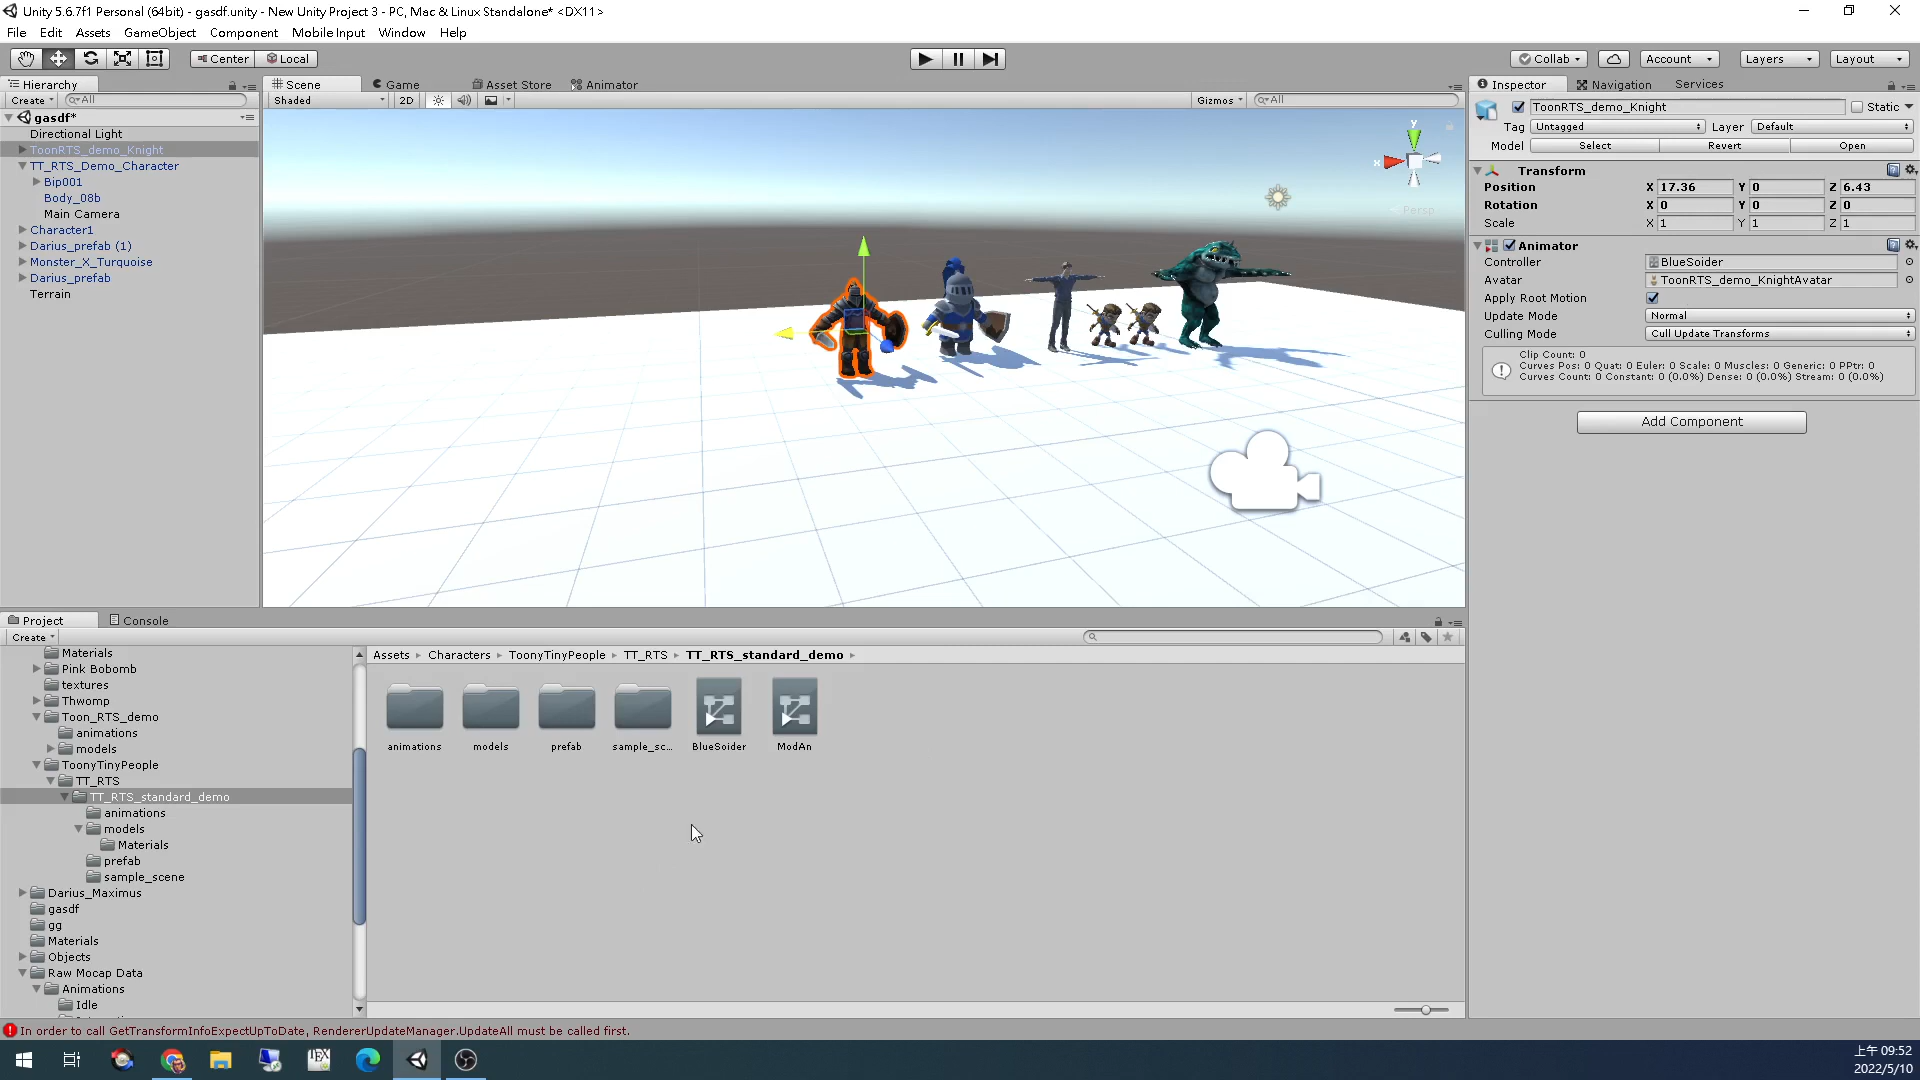 Unity 5.6.7f1 Personal (64bit) - gasdf.unity - New Unity Project 3 - PC, Mac & Linux Standalone* <DX11>
File Edit Assets GameObject Component Mobile Input Window Help
Center Local
Collab Account Layers Layout
Hierarchy
Create All
gasdf*
Directional Light
ToonRTS_demo_Knight
TT_RTS_Demo_Character
Bip001
Body_08b
Main Camera
Character1
Darius_prefab (1)
Monster_X_Turquoise
Darius_prefab
Terrain
Scene Game Asset Store Animator
Shaded 2D Gizmos All
y
x
Persp
Inspector Navigation Services
ToonRTS_demo_Knight Static
Tag Untagged Layer Default
Model Select Revert Open
Transform
Position X 17.36 Y 0 Z 6.43
Rotation X 0 Y 0 Z 0
Scale X 1 Y 1 Z 1
Animator
Controller BlueSoider
Avatar ToonRTS_demo_KnightAvatar
Apply Root Motion
Update Mode Normal
Culling Mode Cull Update Transforms
Clip Count: 0
Curves Pos: 0 Quat: 0 Euler: 0 Scale: 0 Muscles: 0 Generic: 0 PPtr: 0
Curves Count: 0 Constant: 0 (0.0%) Dense: 0 (0.0%) Stream: 0 (0.0%)
Add Component
Project Console
Create
Materials
Pink Bobomb
textures
Thwomp
Toon_RTS_demo
animations
models
ToonyTinyPeople
TT_RTS
TT_RTS_standard_demo
animations
models
Materials
prefab
sample_scene
Darius_Maximus
gasdf
gg
Materials
Objects
Raw Mocap Data
Animations
Idle
Assets Characters ToonyTinyPeople TT_RTS TT_RTS_standard_demo
animations models prefab sample_sc... BlueSoider ModAn
In order to call GetTransformInfoExpectUpToDate, RendererUpdateManager.UpdateAll must be called first.
上午 09:52
2022/5/10